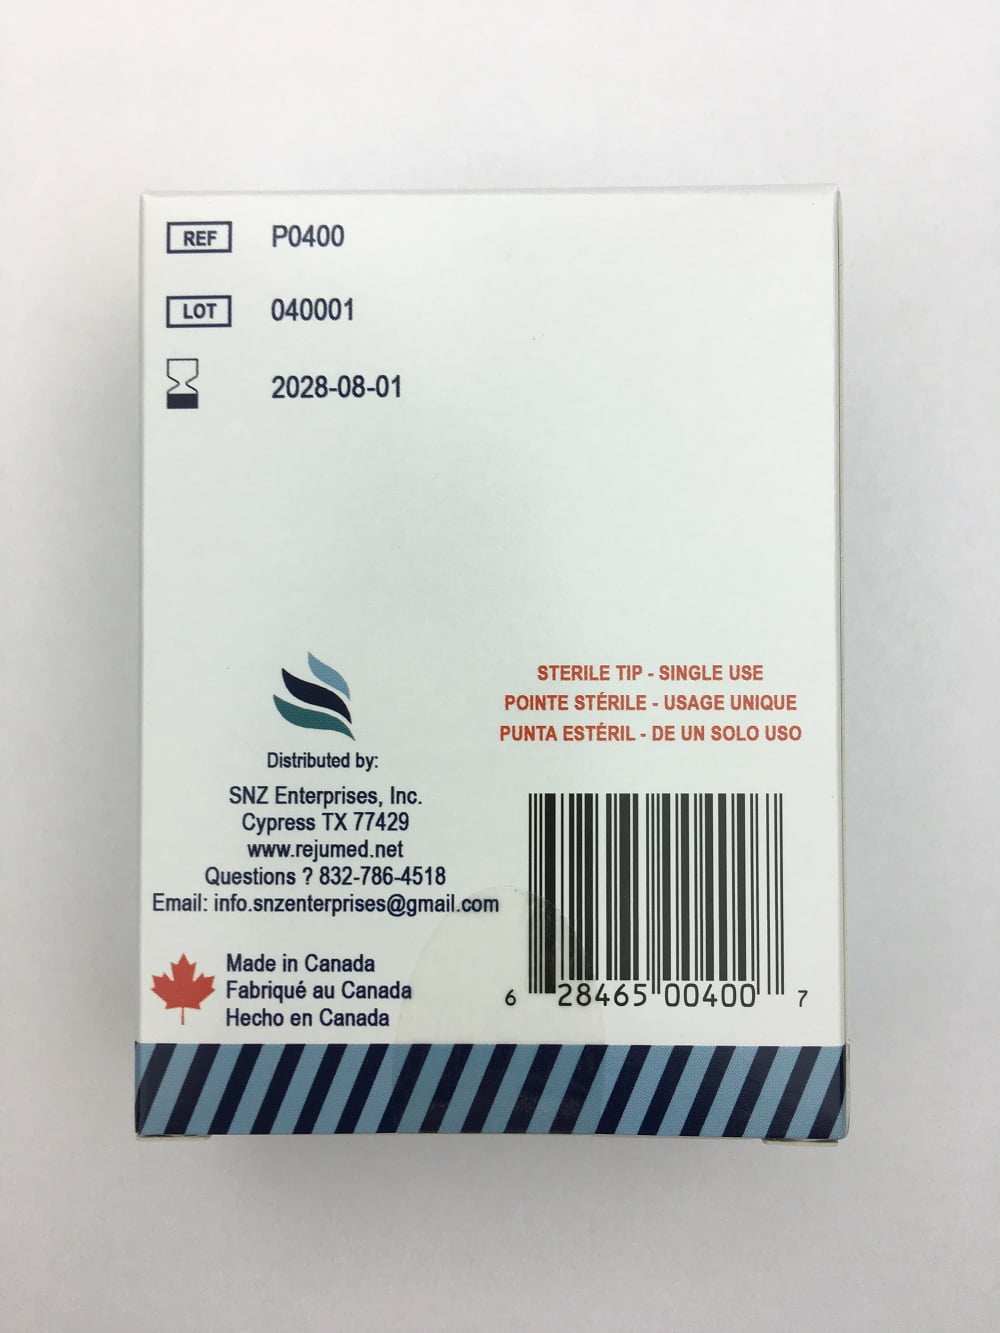 REF P0400
LOT 040001
2028-08-01
STERILE TIP - SINGLE USE
POINTE STÉRILE - USAGE UNIQUE
PUNTA ESTÉRIL - DE UN SOLO USO
Distributed by:
SNZ Enterprises, Inc.
Cypress TX 77429
www.rejumed.net
Questions ? 832-786-4518
Email: info.snzenterprises@gmail.com
Made in Canada
Fabriqué au Canada
Hecho en Canada
6 28465 00400 7